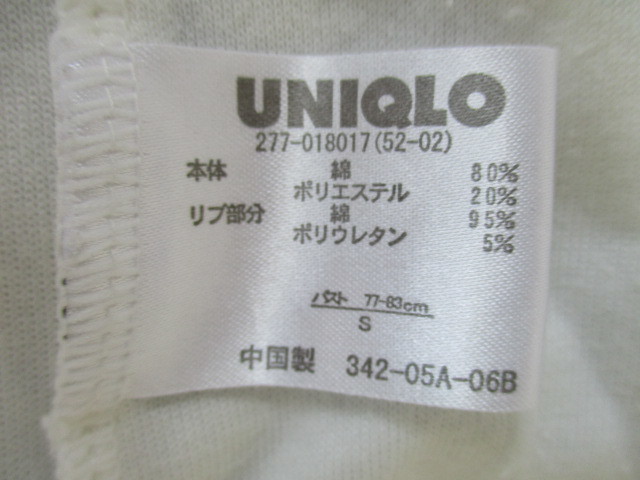 UNIQLO
277-018017(52-02)
本体 綿 80%
ポリエステル 20%
リブ部分 綿 95%
ポリウレタン 5%
バスト 77-83cm
S
中国製 342-05A-06B